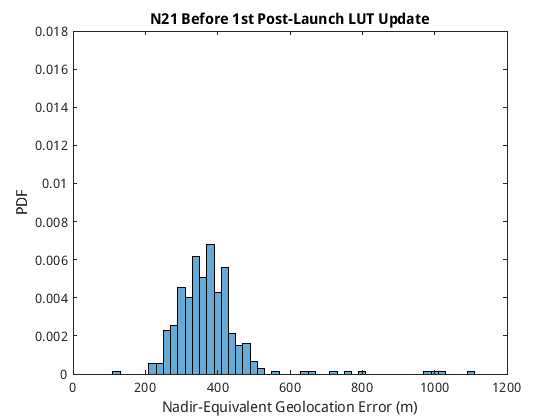 N21 Before 1st Post-Launch LUT Update
0.018
0.016
0.014
0.012
0.01
0.008
0.006
0.004
0.002
0
PDF
0 200 400 600 800 1000 1200
Nadir-Equivalent Geolocation Error (m)